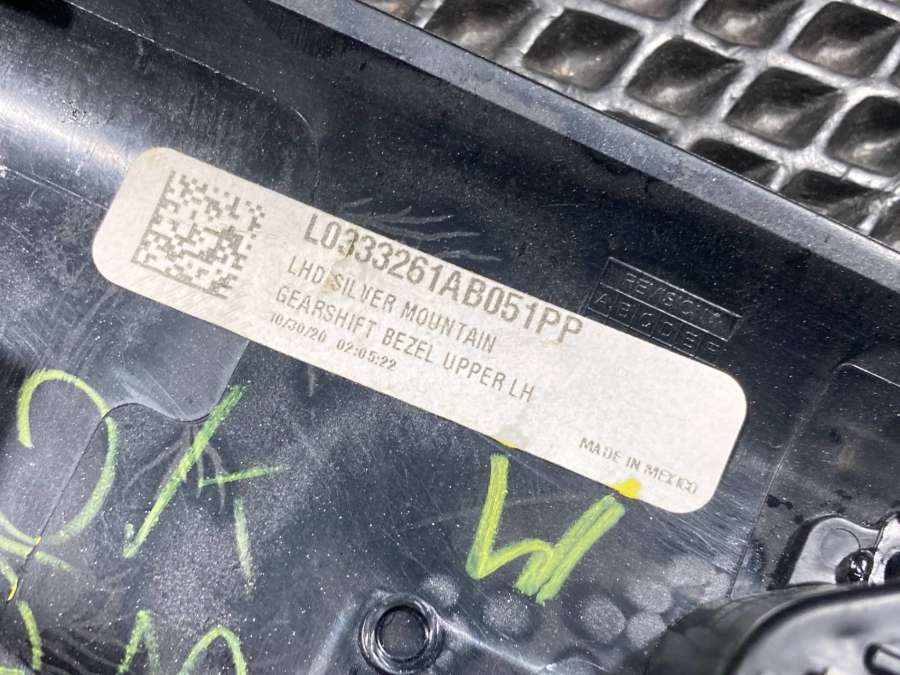 L0333261AB051PP
LHD SILVER MOUNTAIN
GEARSHIFT BEZEL UPPER LH
10/30/20 02:05:22
MADE IN MEXICO
REVISION
A B C D E F